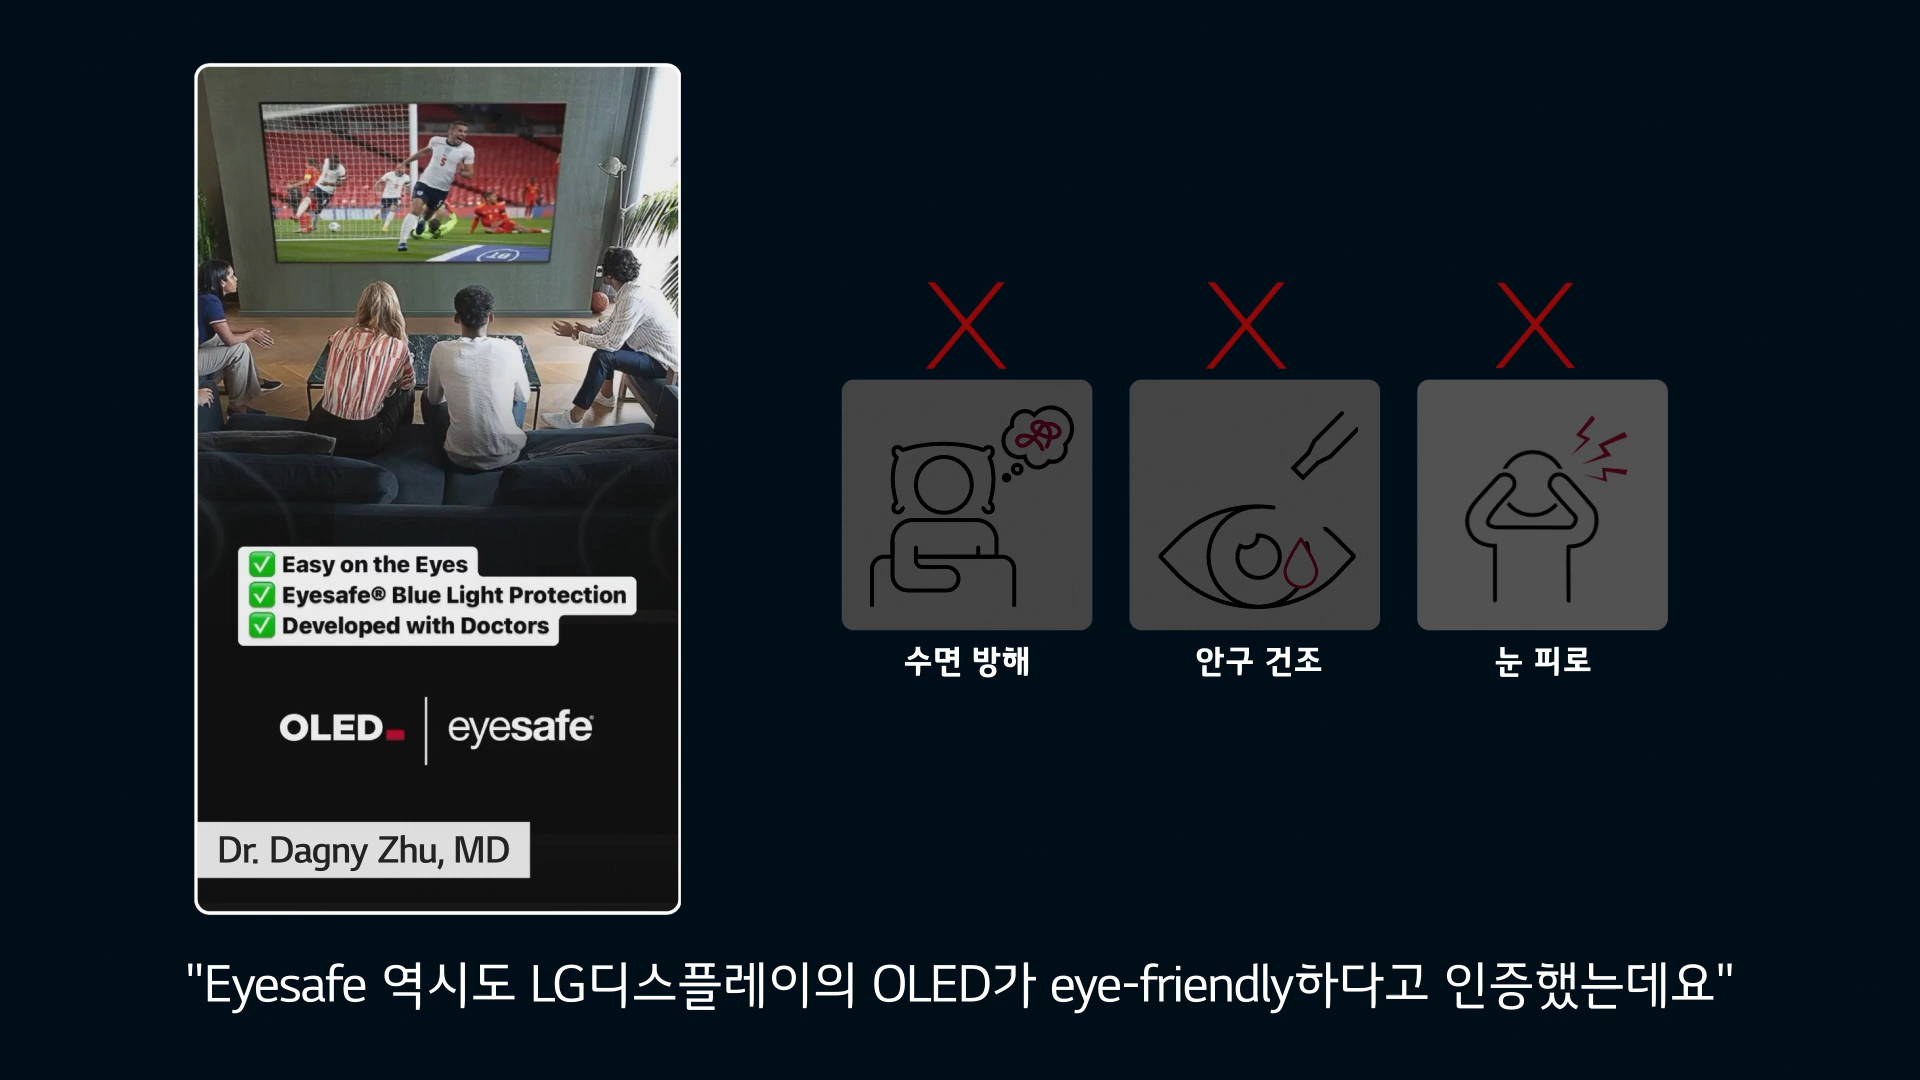 5
BT
✅ Easy on the Eyes
✅ Eyesafe® Blue Light Protection
✅ Developed with Doctors
OLED
eyesafe®
Dr. Dagny Zhu, MD
수면 방해
안구 건조
눈 피로
"Eyesafe 역시도 LG디스플레이의 OLED가 eye-friendly하다고 인증했는데요"